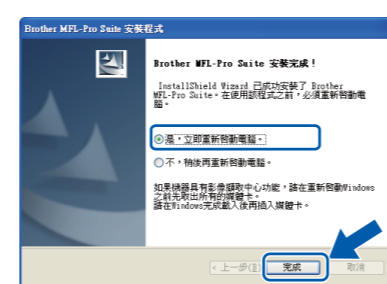 Brother MFL-Pro Suite 安裝程式
Brother MFL-Pro Suite 安裝完成！
InstallShield Wizard 已成功安裝了 Brother
MFL-Pro Suite。在使用該程式之前，必須重新啟動電
腦。
是，立即重新啟動電腦。
不，稍後再重新啟動電腦。
如果機器具有影像擷取中心功能，請在重新啟動Windows
之前先取出所有的媒體卡。
請在Windows完成載入後再插入媒體卡。
< 上一步(B)
完成
取消